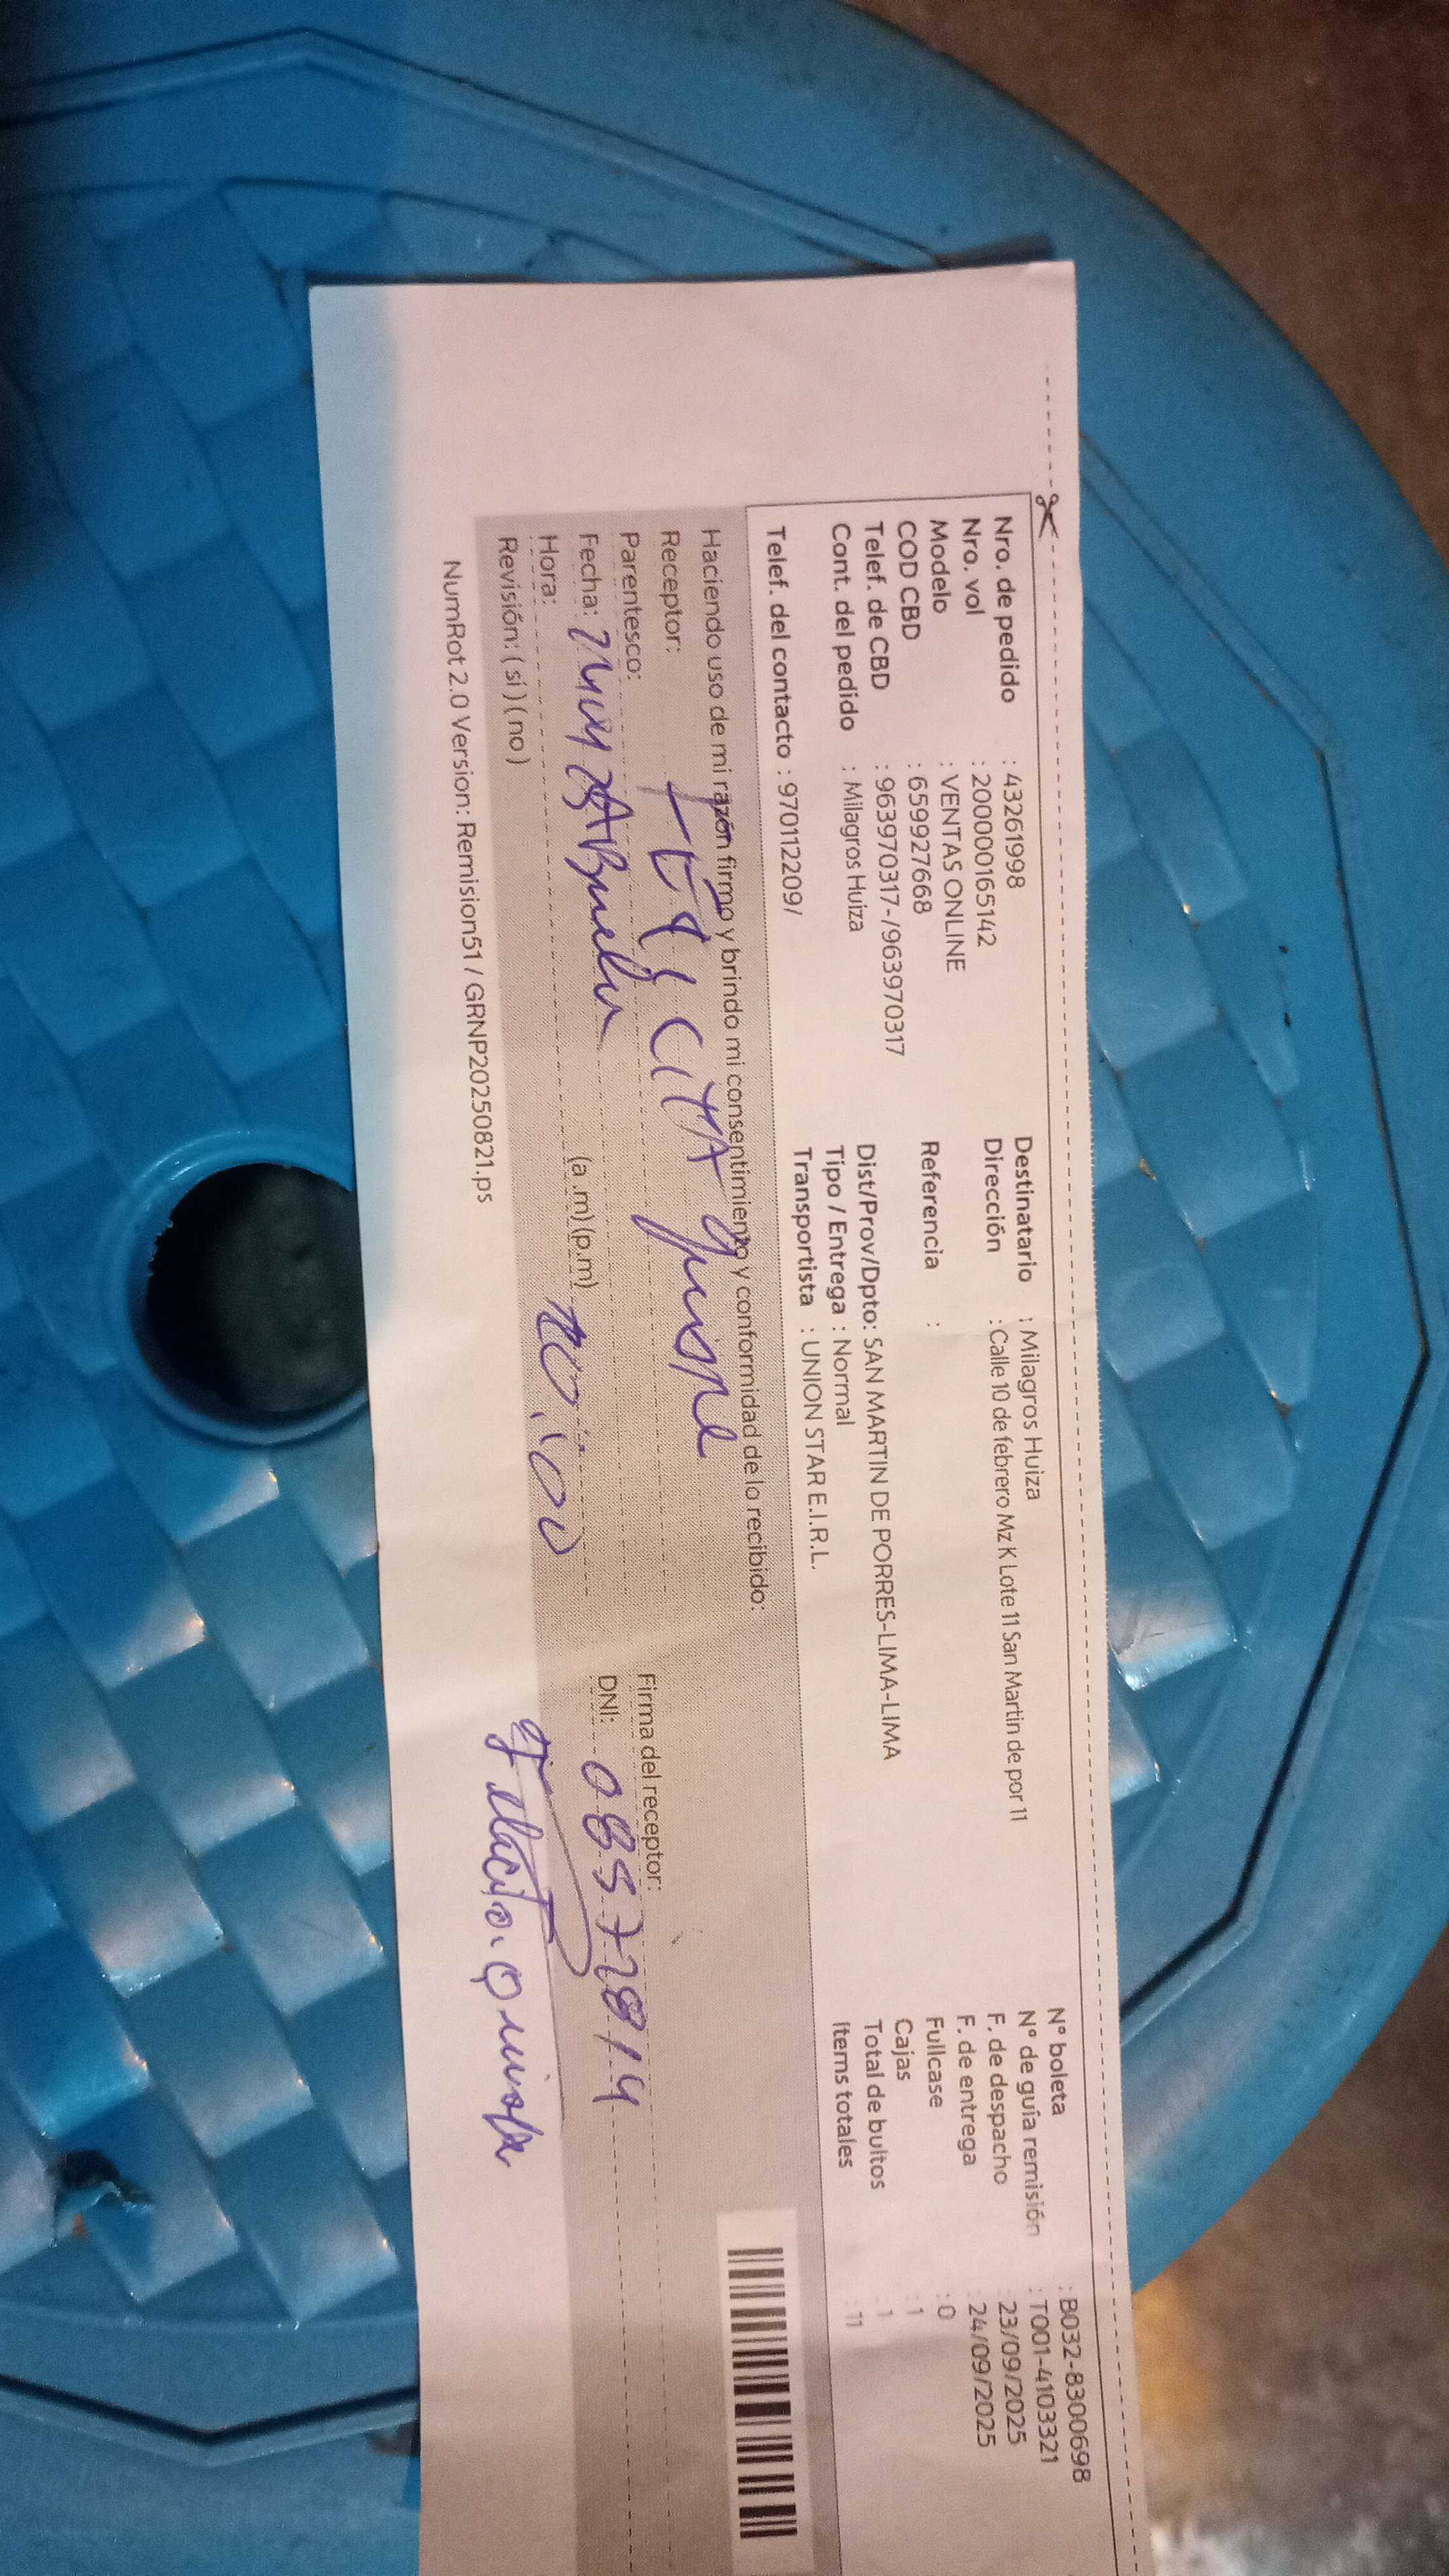 Nro. de pedido : 43261998
Nro. vol : 200000165142
Modelo : VENTAS ONLINE
COD CBD : 659927668
Telef. de CBD : 963970317-/963970317
Cont. del pedido : Milagros Huiza
Telef. del contacto : 970112209/
Destinatario : Milagros Huiza
Dirección : Calle 10 de febrero Mz K Lote 11 San Martin de por 11
Referencia :
Dist/Prov/Dpto: SAN MARTIN DE PORRES-LIMA-LIMA
Tipo / Entrega : Normal
Transportista : UNION STAR E.I.R.L.
N° boleta : B032-8300698
N° de guía remisión : T001-4103321
F. de despacho : 23/09/2025
F. de entrega : 24/09/2025
Fullcase : 0
Cajas : 1
Total de bultos : 1
Items totales : 11
Haciendo uso de mi razón firmo y brindo mi consentimiento y conformidad de lo recibido:
Receptor:
Parentesco:
Fecha:
Hora: (a.m) (p.m)
Revisión: ( sí ) ( no )
Firma del receptor:
DNI: 08572814
NumRot 2.0 Version: Remision51 / GRNP20250821.ps